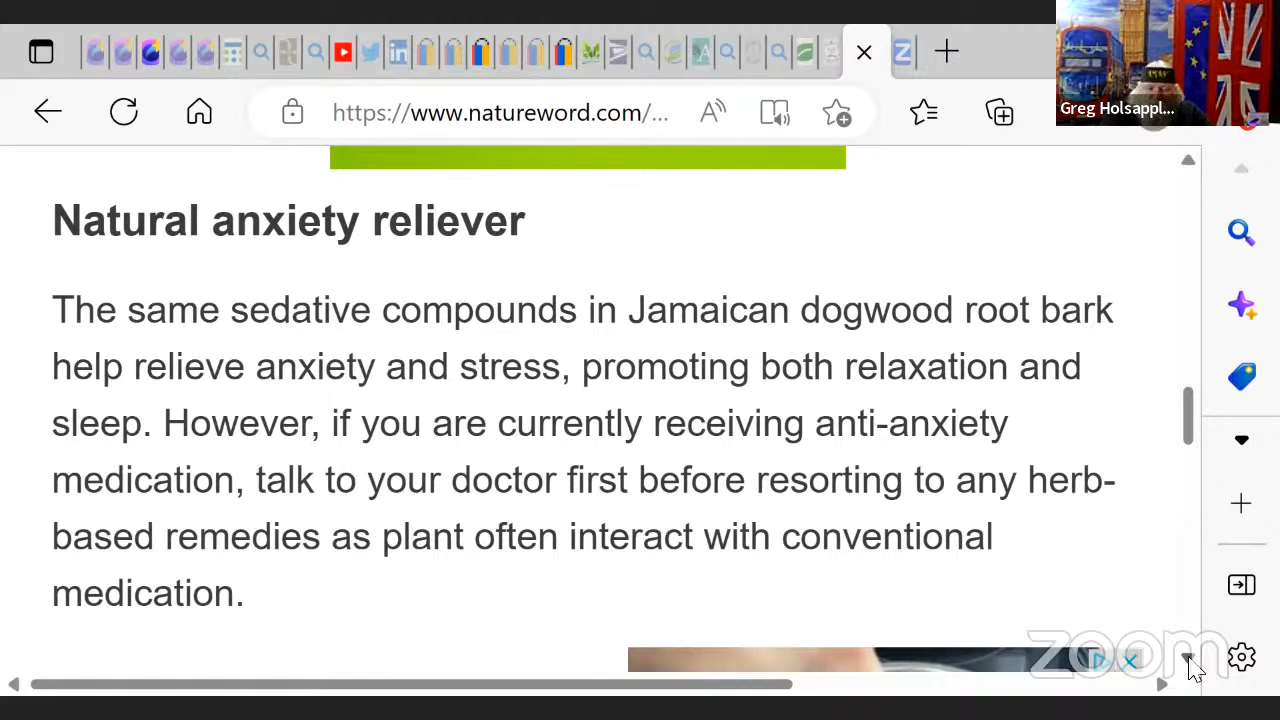 https://www.natureword.com/...
Greg Holsappl...
Natural anxiety reliever
The same sedative compounds in Jamaican dogwood root bark
help relieve anxiety and stress, promoting both relaxation and
sleep. However, if you are currently receiving anti-anxiety
medication, talk to your doctor first before resorting to any herb-
based remedies as plant often interact with conventional
medication.
zoom